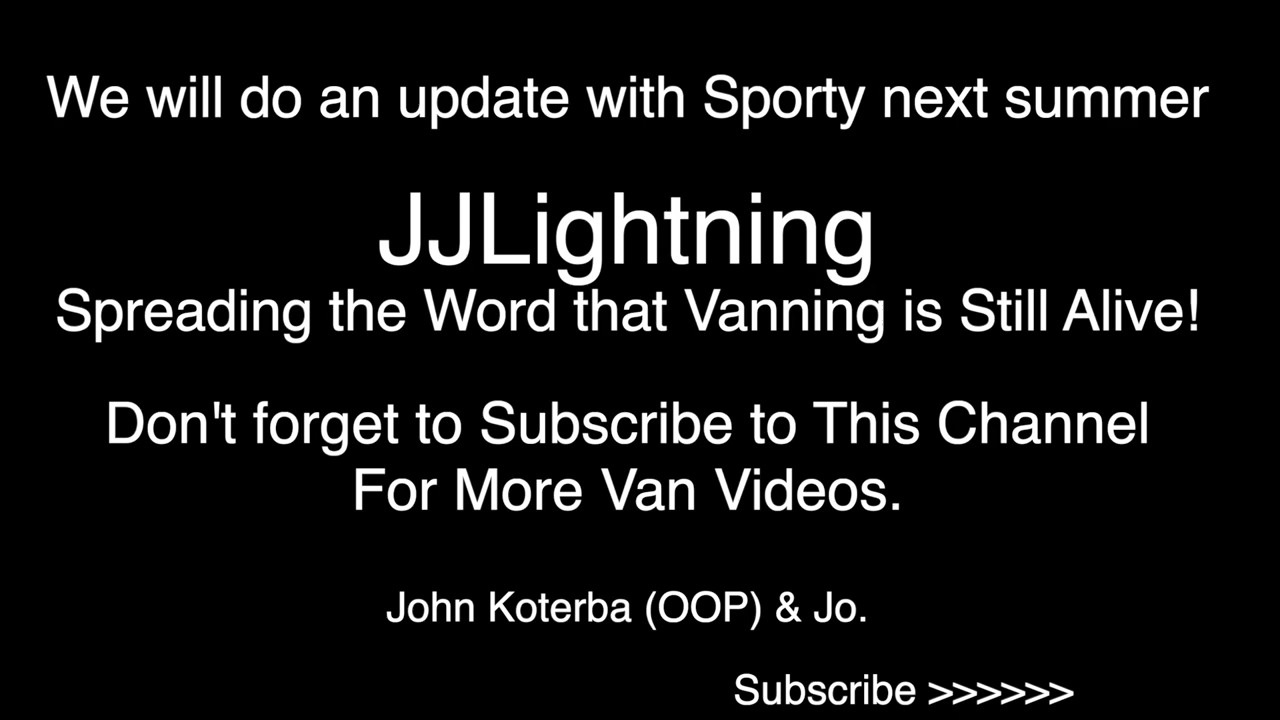 We will do an update with Sporty next summer
JJLightning
Spreading the Word that Vanning is Still Alive!
Don't forget to Subscribe to This Channel
For More Van Videos.
John Koterba (OOP) & Jo.
Subscribe >>>>>>